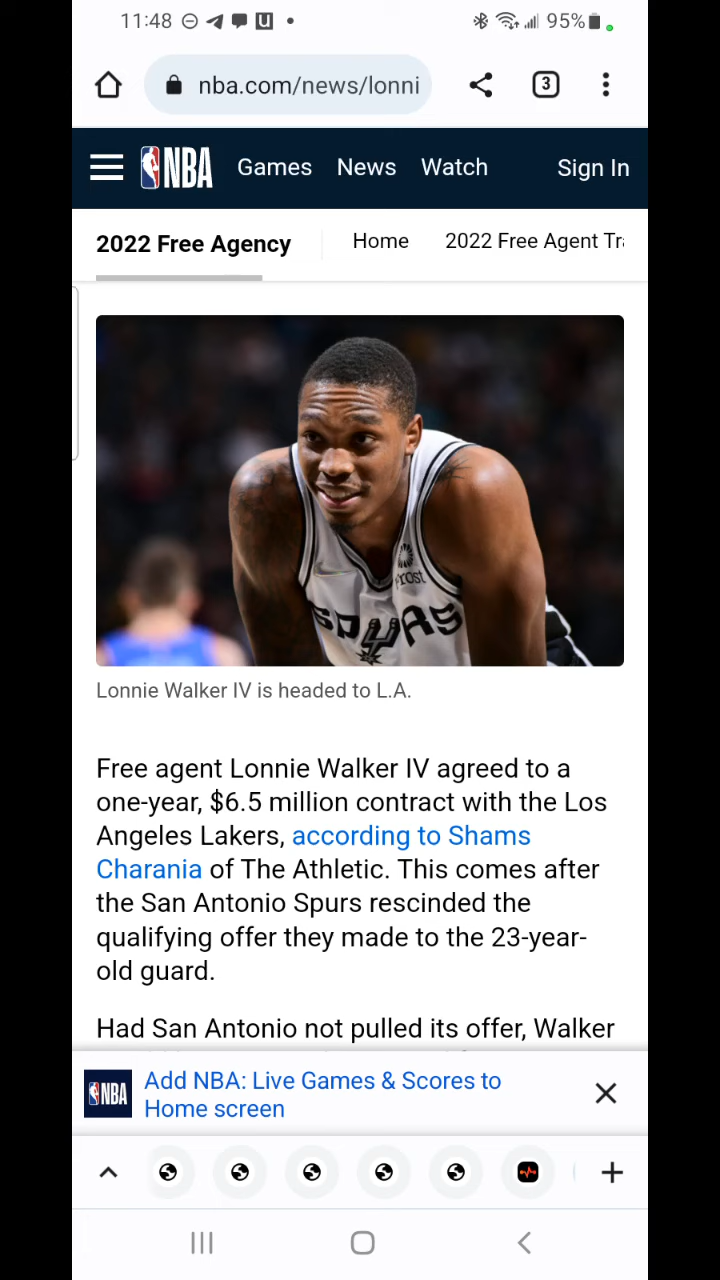 11:48
95%
nba.com/news/lonni
3
NBA Games News Watch Sign In
2022 Free Agency Home 2022 Free Agent Tra
Frost
SPURS
Lonnie Walker IV is headed to L.A.
Free agent Lonnie Walker IV agreed to a
one-year, $6.5 million contract with the Los
Angeles Lakers, according to Shams
Charania of The Athletic. This comes after
the San Antonio Spurs rescinded the
qualifying offer they made to the 23-year-
old guard.
Had San Antonio not pulled its offer, Walker
NBA
Add NBA: Live Games & Scores to
Home screen